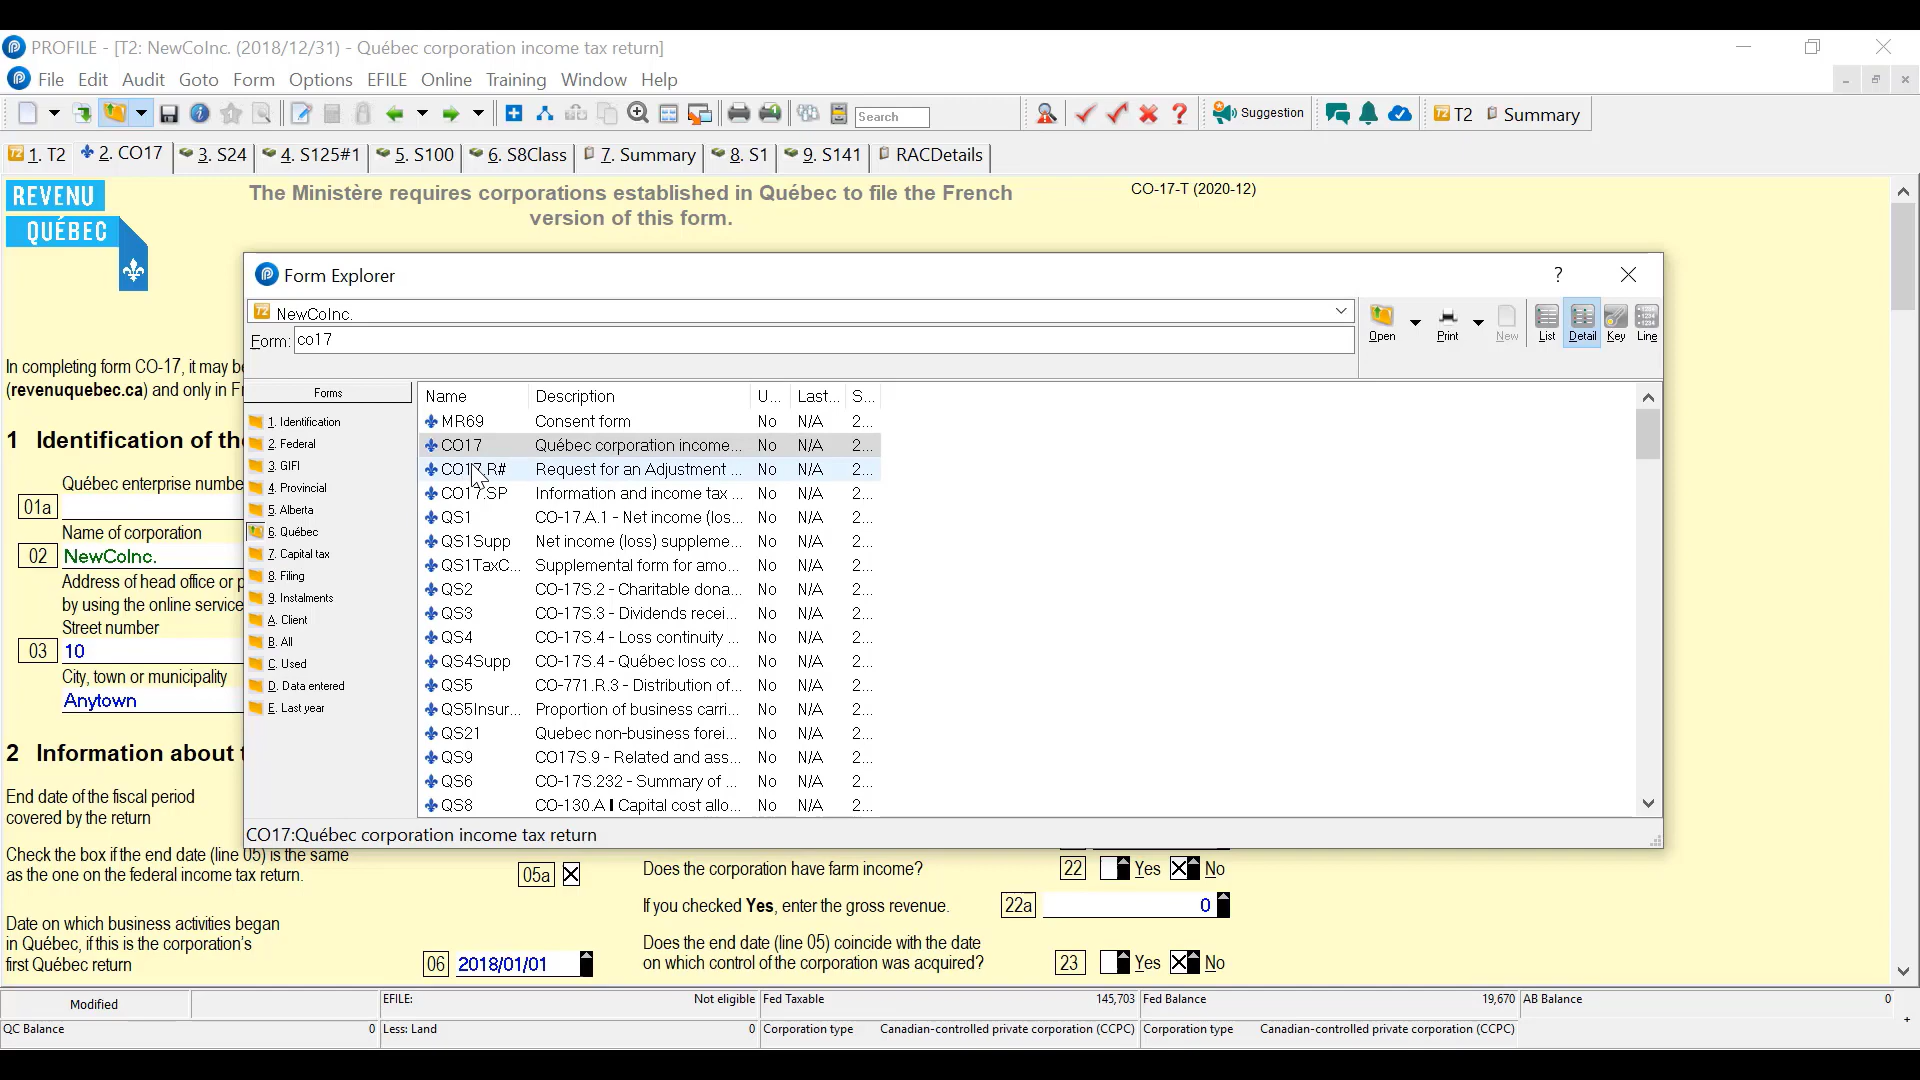 PROFILE - [T2: NewCoInc. (2018/12/31) - Québec corporation income tax return]
File Edit Audit Goto Form Options EFILE Online Training Window Help
Search
Suggestion
T2 Summary
1. T2 2. CO17 3. S24 4. S125#1 5. S100 6. S8Class 7. Summary 8. S1 9. S141 RACDetails
REVENU
QUÉBEC
The Ministère requires corporations established in Québec to file the French
version of this form.
CO-17-T (2020-12)
Form Explorer
NewCoInc.
Form: co17
Open Print New List Detail Key Line
In completing form CO-17, it may be
(revenuquebec.ca) and only in Fr
1 Identification of the
Québec enterprise numbe
01a
Name of corporation
02 NewCoInc.
Address of head office or p
by using the online service
Street number
03 10
City, town or municipality
Anytown
2 Information about t
Forms
1. Identification
2. Federal
3. GIFI
4. Provincial
5. Alberta
6. Québec
7. Capital tax
8. Filing
9. Instalments
A. Client
B. All
C. Used
D. Data entered
E. Last year
Name Description U... Last... S...
MR69 Consent form No N/A 2...
CO17 Québec corporation income... No N/A 2...
CO17.R# Request for an Adjustment ... No N/A 2...
CO17.SP Information and income tax ... No N/A 2...
QS1 CO-17.A.1 - Net income (los... No N/A 2...
QS1Supp Net income (loss) suppleme... No N/A 2...
QS1TaxC... Supplemental form for amo... No N/A 2...
QS2 CO-17S.2 - Charitable dona... No N/A 2...
QS3 CO-17S.3 - Dividends recei... No N/A 2...
QS4 CO-17S.4 - Loss continuity ... No N/A 2...
QS4Supp CO-17S.4 - Québec loss co... No N/A 2...
QS5 CO-771.R.3 - Distribution of... No N/A 2...
QS5Insur... Proportion of business carri... No N/A 2...
QS21 Quebec non-business forei... No N/A 2...
QS9 CO17S.9 - Related and ass... No N/A 2...
QS6 CO-17S.232 - Summary of ... No N/A 2...
QS8 CO-130.A Capital cost allo... No N/A 2...
CO17:Québec corporation income tax return
End date of the fiscal period
covered by the return
Check the box if the end date (line 05) is the same
as the one on the federal income tax return.
05a
Date on which business activities began
in Québec, if this is the corporation's
first Québec return
06 2018/01/01
Does the corporation have farm income?
22 Yes No
If you checked Yes, enter the gross revenue.
22a 0
Does the end date (line 05) coincide with the date
on which control of the corporation was acquired?
23 Yes No
Modified EFILE: Not eligible Fed Taxable 145,703 Fed Balance 19,670 AB Balance 0
QC Balance 0 Less: Land 0 Corporation type Canadian-controlled private corporation (CCPC) Corporation type Canadian-controlled private corporation (CCPC)